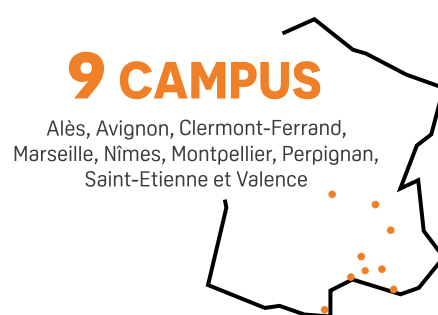 9 CAMPUS
Alès, Avignon, Clermont-Ferrand,
Marseille, Nîmes, Montpellier, Perpignan,
Saint-Etienne et Valence